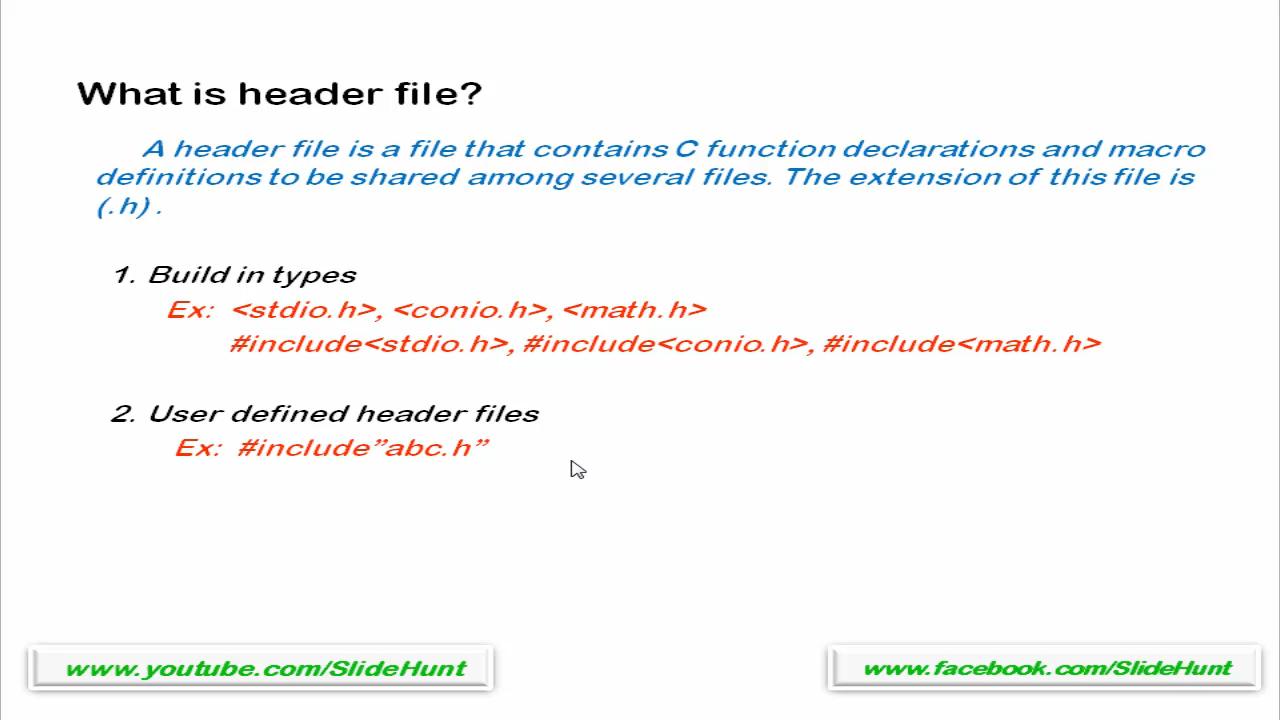 What is header file?
A header file is a file that contains C function declarations and macro
definitions to be shared among several files. The extension of this file is
(.h) .
1. Build in types
Ex: <stdio.h>, <conio.h>, <math.h>
#include<stdio.h>, #include<conio.h>, #include<math.h>
2. User defined header files
Ex: #include”abc.h”
www.youtube.com/SlideHunt
www.facebook.com/SlideHunt